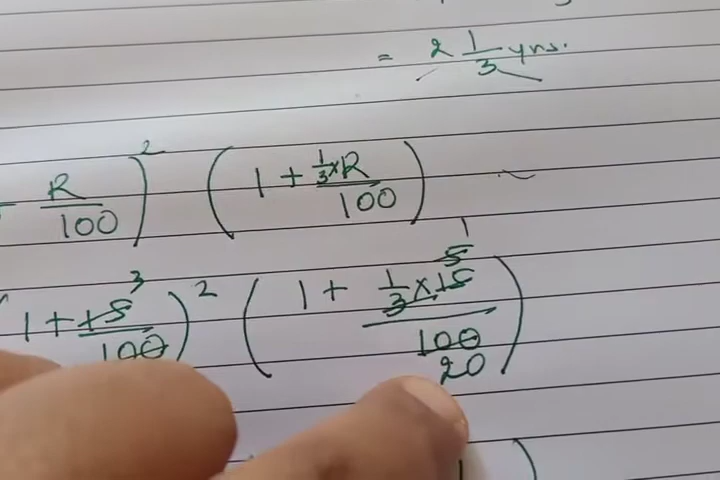 = 2 1/3 yrs.
R/100)^2 (1 + (1/3 × R)/100)
1 + 15/100)^2 (1 + (1/3 × 15)/100)
3 5 1
20